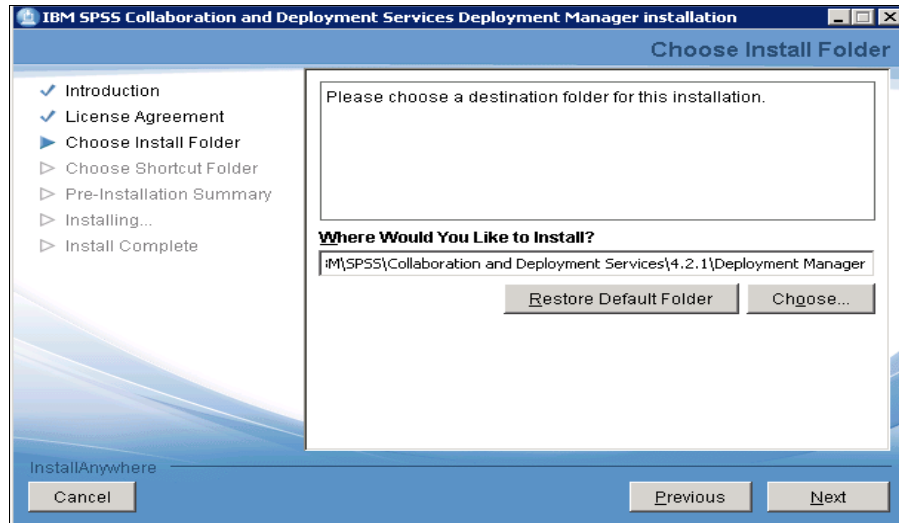 IBM SPSS Collaboration and Deployment Services Deployment Manager installation
Choose Install Folder
Introduction
License Agreement
Choose Install Folder
Choose Shortcut Folder
Pre-Installation Summary
Installing...
Install Complete
Please choose a destination folder for this installation.
Where Would You Like to Install?
M\SPSS\Collaboration and Deployment Services\4.2.1\Deployment Manager
Restore Default Folder
Choose...
InstallAnywhere
Cancel
Previous
Next